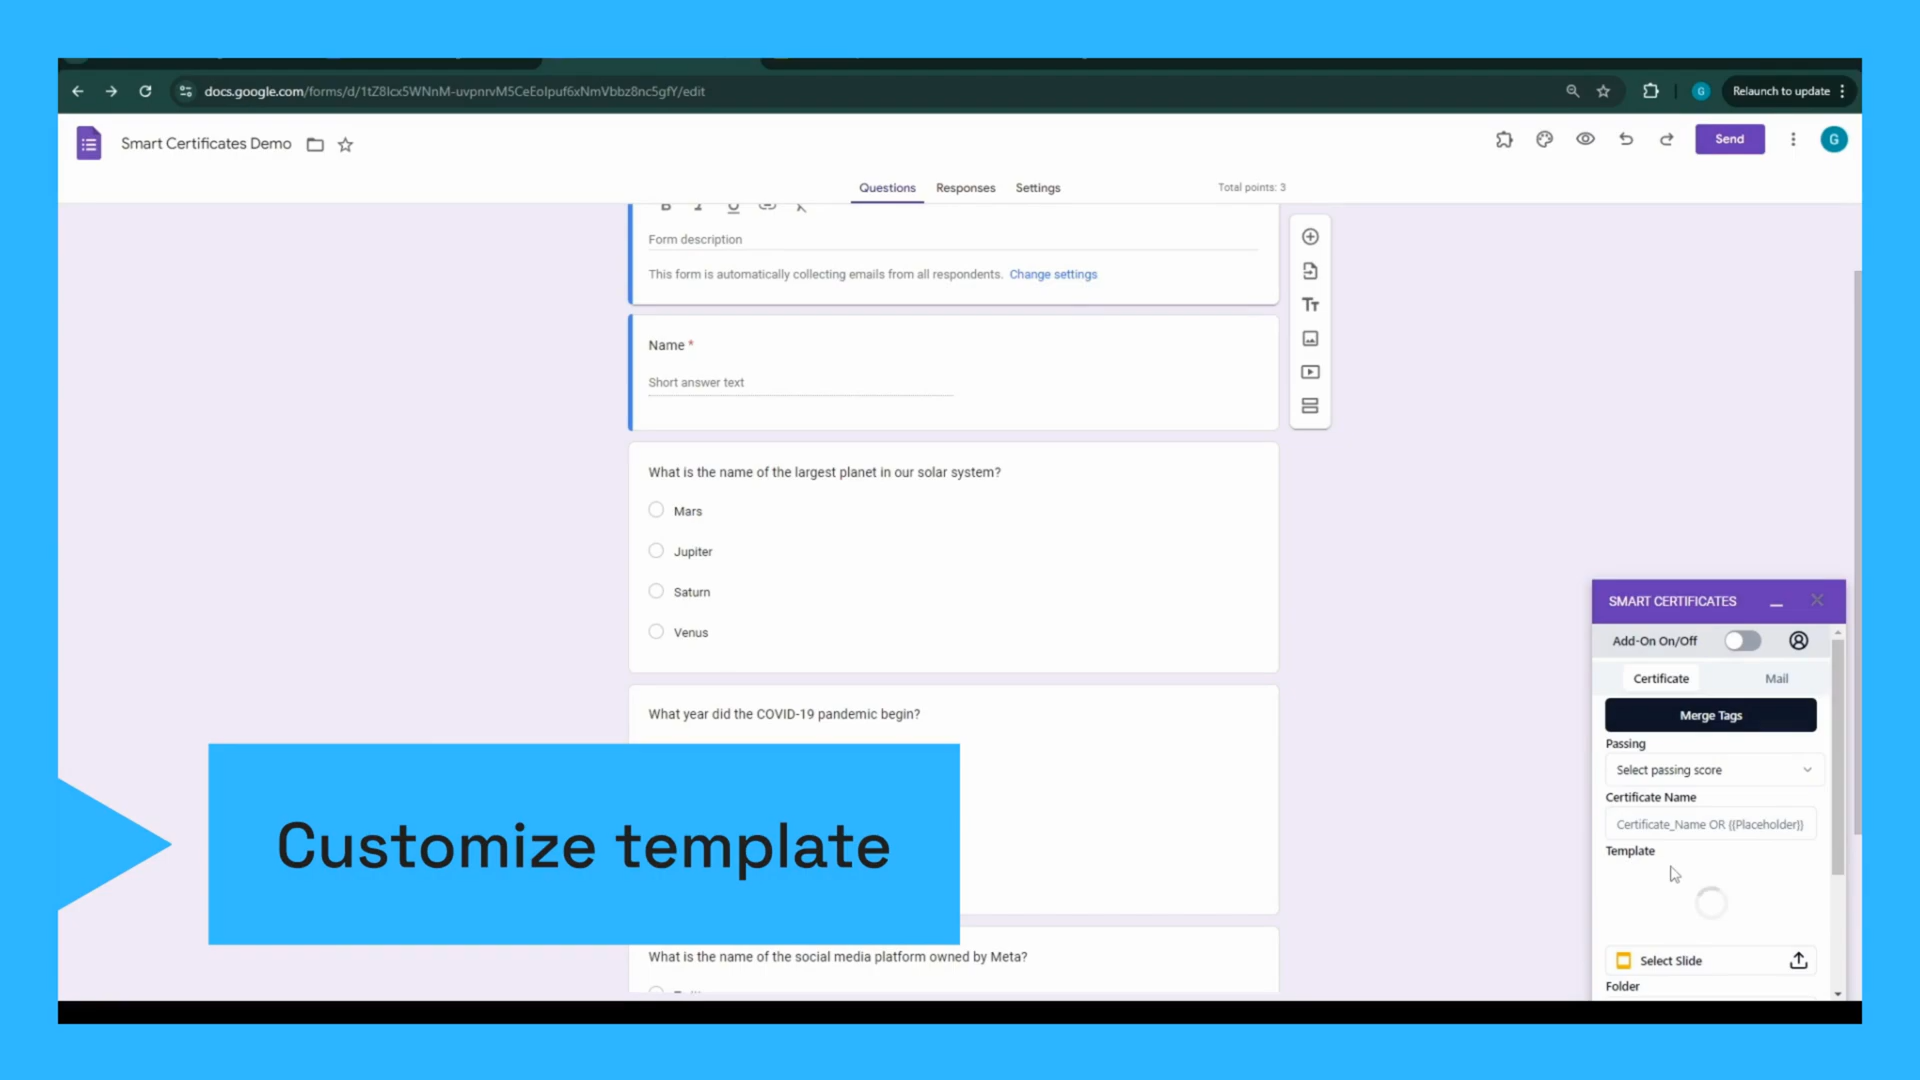 docs.google.com/forms/d/1tZ8Icx5WNnM-uvpnrvM5CeEoIpuf6xNmVbbz8nc5gfY/edit
G
Relaunch to update
Smart Certificates Demo
Send
G
Questions
Responses
Settings
Total points: 3
Form description
This form is automatically collecting emails from all respondents. Change settings
Name *
Short answer text
What is the name of the largest planet in our solar system?
Mars
Jupiter
Saturn
Venus
What year did the COVID-19 pandemic begin?
Customize template
What is the name of the social media platform owned by Meta?
SMART CERTIFICATES
Add-On On/Off
Certificate
Mail
Merge Tags
Passing
Select passing score
Certificate Name
Certificate_Name OR {{Placeholder}}
Template
Select Slide
Folder